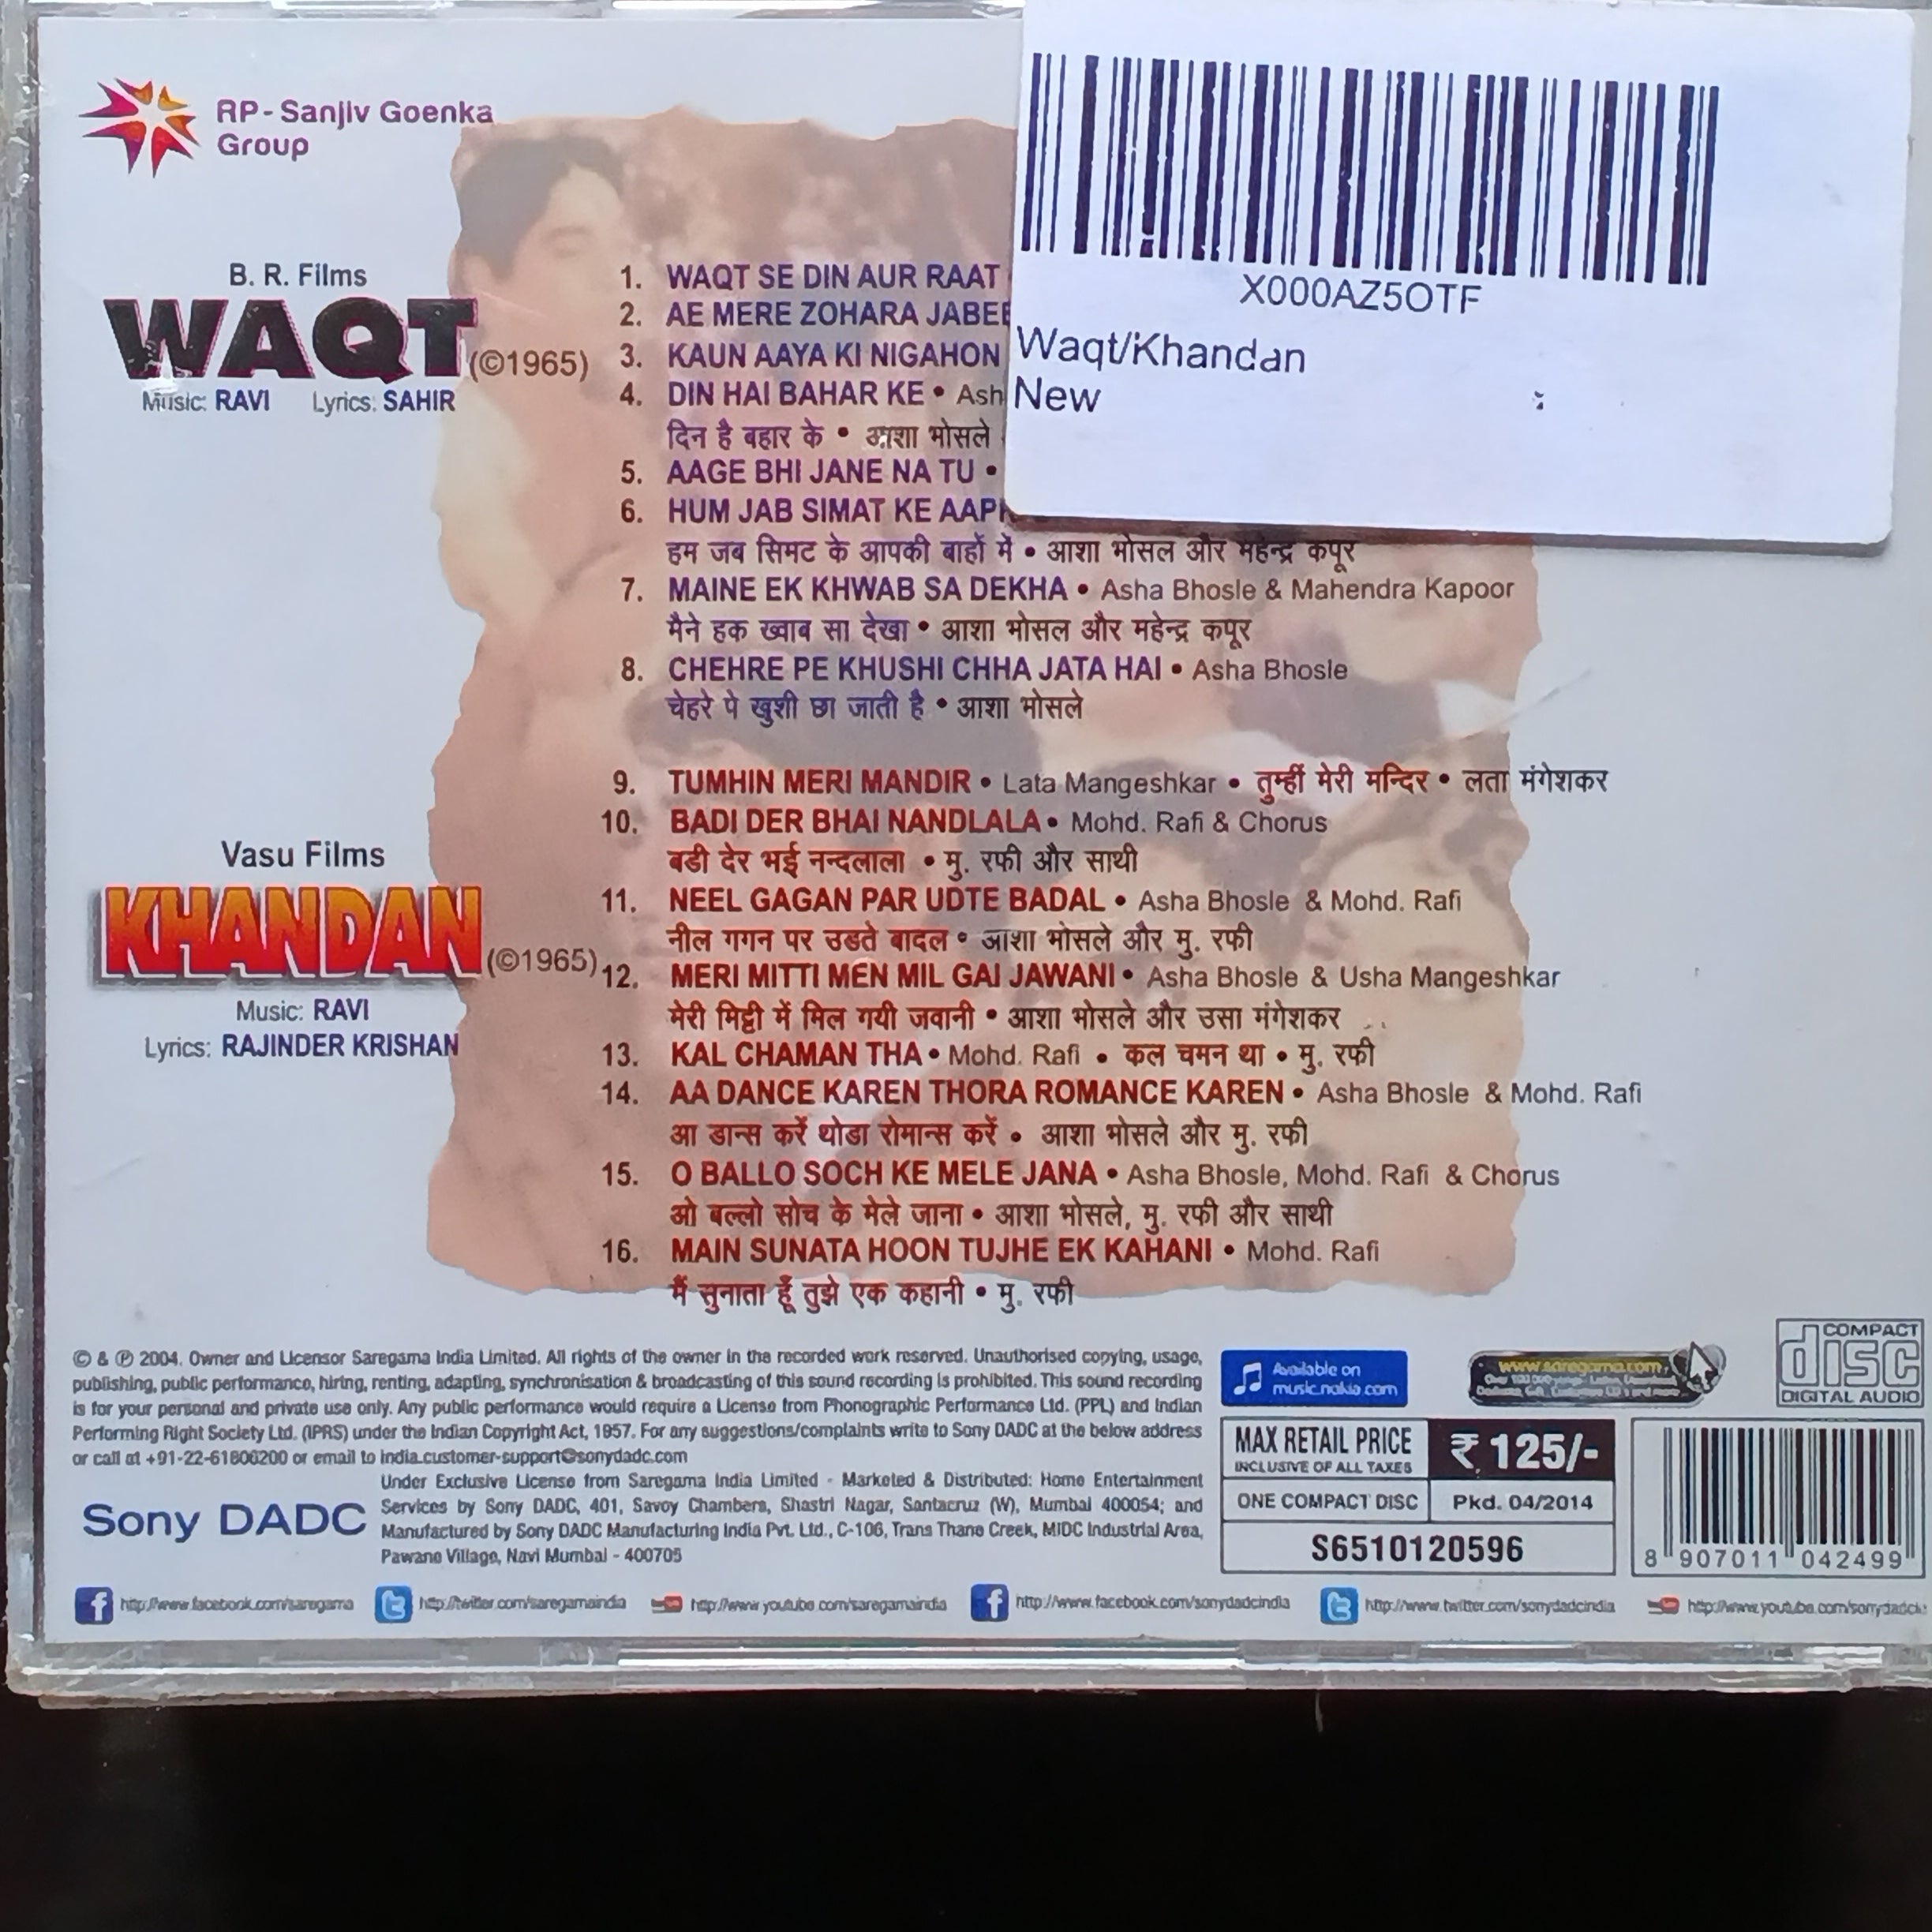 RP - Sanjiv Goenka
Group
X000AZ5OTF
Waqt/Khandan
New
B. R. Films
WAQT
(©1965)
Music: RAVI Lyrics: SAHIR
1. WAQT SE DIN AUR RAAT
2. AE MERE ZOHARA
3. KAUN AAYA KI NIGAHON
4. DIN HAI BAHAR KE •
दिन है बहार के • आशा भोसले
5. AAGE BHI JANE NA TU •
6. HUM JAB SIMAT KE
हम जब सिमट के आपकी बाहों में • आशा भोसल और महेन्द्र कपूर
7. MAINE EK KHWAB SA DEKHA • Asha Bhosle & Mahendra Kapoor
मैने हक ख्वाब सा देखा • आशा भोसल और महेन्द्र कपूर
8. CHEHRE PE KHUSHI CHHA JATA HAI • Asha Bhosle
चेहरे पे खुशी छा जाती है • आशा भोसले
Vasu Films
KHANDAN
(©1965)
Music: RAVI
Lyrics: RAJINDER KRISHAN
9. TUMHIN MERI MANDIR • Lata Mangeshkar • तुम्हीं मेरी मन्दिर • लता मंगेशकर
10. BADI DER BHAI NANDLALA • Mohd. Rafi & Chorus
बडी देर भई नन्दलाला • मु. रफी और साथी
11. NEEL GAGAN PAR UDTE BADAL • Asha Bhosle & Mohd. Rafi
नील गगन पर उडते बादल • आशा भोसले और मु. रफी
12. MERI MITTI MEN MIL GAI JAWANI • Asha Bhosle & Usha Mangeshkar
मेरी मिट्टी में मिल गयी जवानी • आशा भोसले और उसा मंगेशकर
13. KAL CHAMAN THA • Mohd. Rafi • कल चमन था • मु. रफी
14. AA DANCE KAREN THORA ROMANCE KAREN • Asha Bhosle & Mohd. Rafi
आ डान्स करें थोडा रोमान्स करें • आशा भोसले और मु. रफी
15. O BALLO SOCH KE MELE JANA • Asha Bhosle, Mohd. Rafi & Chorus
ओ बल्लो सोच के मेले जाना • आशा भोसले, मु. रफी और साथी
16. MAIN SUNATA HOON TUJHE EK KAHANI • Mohd. Rafi
मैं सुनाता हूँ तुझे एक कहानी • मु. रफी
© & ℗ 2004. Owner and Licensor Saregama India Limited. All rights of the owner in the recorded work reserved. Unauthorised copying, usage,
publishing, public performance, hiring, renting, adapting, synchronisation & broadcasting of this sound recording is prohibited. This sound recording
is for your personal and private use only. Any public performance would require a License from Phonographic Performance Ltd. (PPL) and Indian
Performing Right Society Ltd. (IPRS) under the Indian Copyright Act, 1957. For any suggestions/complaints write to Sony DADC at the below address
or call at +91-22-61806200 or email to india.customer-support@sonydadc.com
Sony DADC
Under Exclusive License from Saregama India Limited - Marketed & Distributed: Home Entertainment
Services by Sony DADC, 401, Savoy Chambers, Shastri Nagar, Santacruz (W), Mumbai 400054; and
Manufactured by Sony DADC Manufacturing India Pvt. Ltd., C-106, Trans Thane Creek, MIDC Industrial Area,
Pawane Village, Navi Mumbai - 400705
Available on
music.nokia.com
www.saregama.com
COMPACT
disc
DIGITAL AUDIO
MAX RETAIL PRICE
INCLUSIVE OF ALL TAXES
₹ 125/-
ONE COMPACT DISC Pkd. 04/2014
S6510120596
8 907011 042499
http://www.facebook.com/saregama http://twitter.com/saregamaindia http://www.youtube.com/saregamaindia http://www.facebook.com/sonydadcindia http://www.twitter.com/sonydadcindia